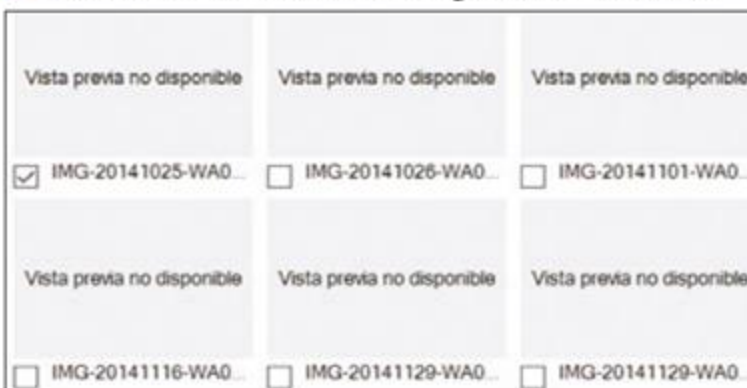 Vista previa no disponible Vista previa no disponible Vista previa no disponible
IMG-20141025-WA0... IMG-20141026-WA0... IMG-20141101-WA0...
Vista previa no disponible Vista previa no disponible Vista previa no disponible
IMG-20141116-WA0... IMG-20141129-WA0... IMG-20141129-WA0...